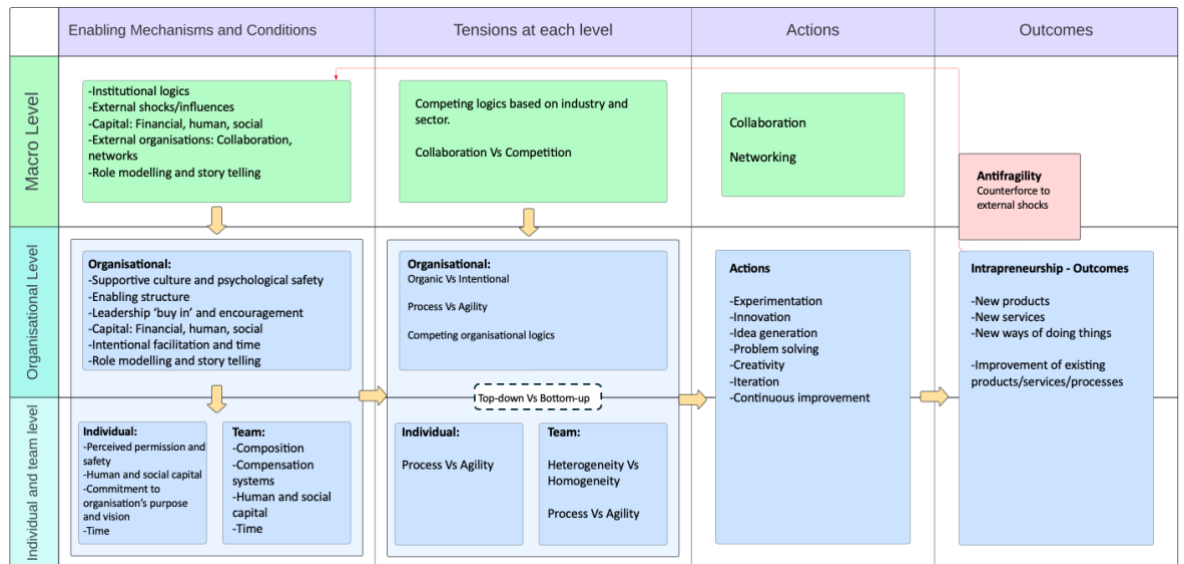 Enabling Mechanisms and Conditions
Tensions at each level
Actions
Outcomes
Macro Level
-Institutional logics
-External shocks/influences
-Capital: Financial, human, social
-External organisations: Collaboration,
networks
-Role modelling and story telling
Competing logics based on industry and
sector.
Collaboration Vs Competition
Collaboration
Networking
Antifragility
Counterforce to
external shocks
Organisational Level
Organisational:
-Supportive culture and psychological safety
-Enabling structure
-Leadership ‘buy in’ and encouragement
-Capital: Financial, human, social
-Intentional facilitation and time
-Role modelling and story telling
Organisational:
Organic Vs Intentional
Process Vs Agility
Competing organisational logics
Top-down Vs Bottom-up
Actions
-Experimentation
-Innovation
-Idea generation
-Problem solving
-Creativity
-Iteration
-Continuous improvement
Intrapreneurship - Outcomes
-New products
-New services
-New ways of doing things
-Improvement of existing
products/services/processes
Individual and team level
Individual:
-Perceived permission and
safety
-Human and social capital
-Commitment to
organisation’s purpose
and vision
-Time
Team:
-Composition
-Compensation
systems
-Human and social
capital
-Time
Individual:
Process Vs Agility
Team:
Heterogeneity Vs
Homogeneity
Process Vs Agility